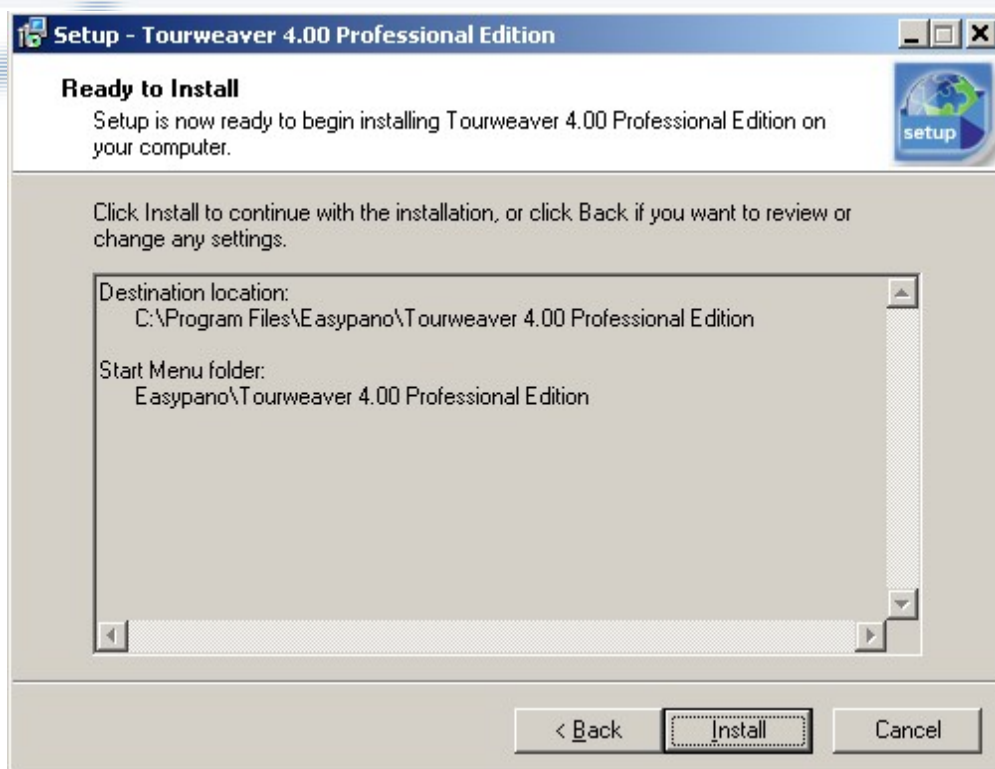 Setup - Tourweaver 4.00 Professional Edition
Ready to Install
Setup is now ready to begin installing Tourweaver 4.00 Professional Edition on
your computer.
setup
Click Install to continue with the installation, or click Back if you want to review or
change any settings.
Destination location:
C:\Program Files\Easypano\Tourweaver 4.00 Professional Edition
Start Menu folder:
Easypano\Tourweaver 4.00 Professional Edition
< Back Install Cancel